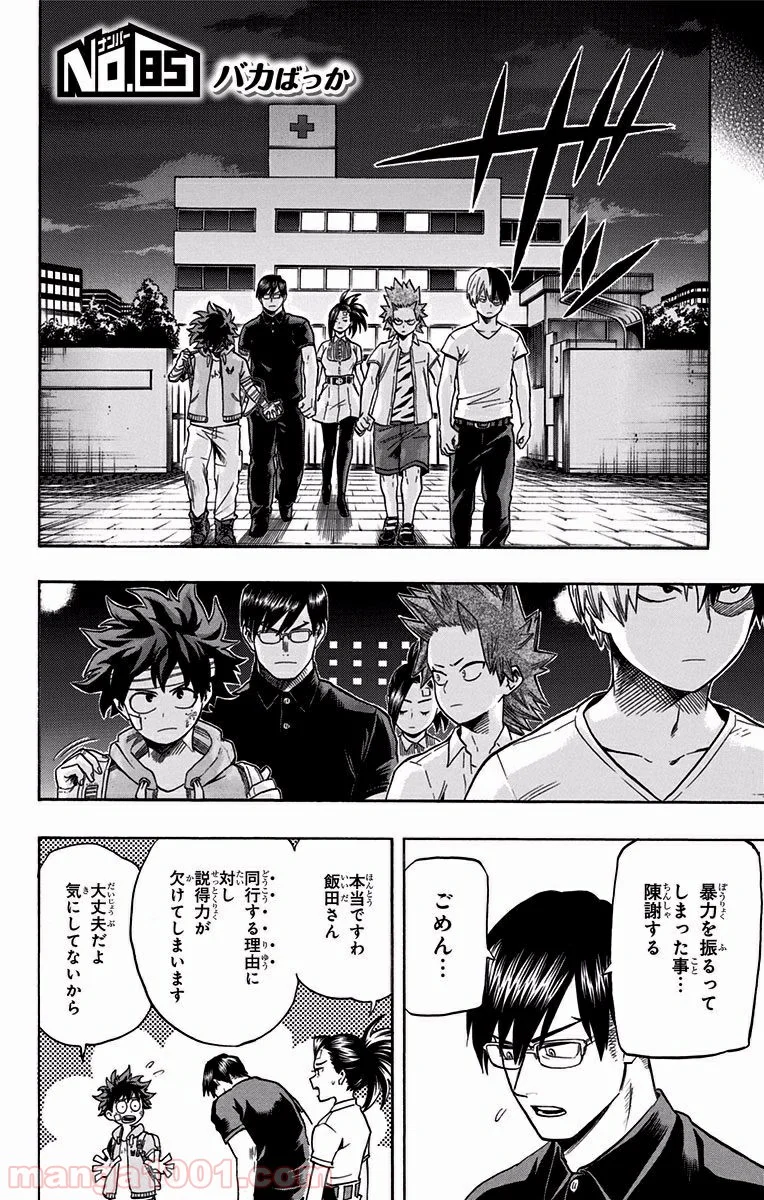 ナンバー
No.85
バカばっか
ザッ
暴力を振るって
しまった事…
陳謝する
ごめん…
本当ですわ
飯田さん
同行する理由に
対し
説得力が
欠けてしまいます
大丈夫だよ
気にしてないから